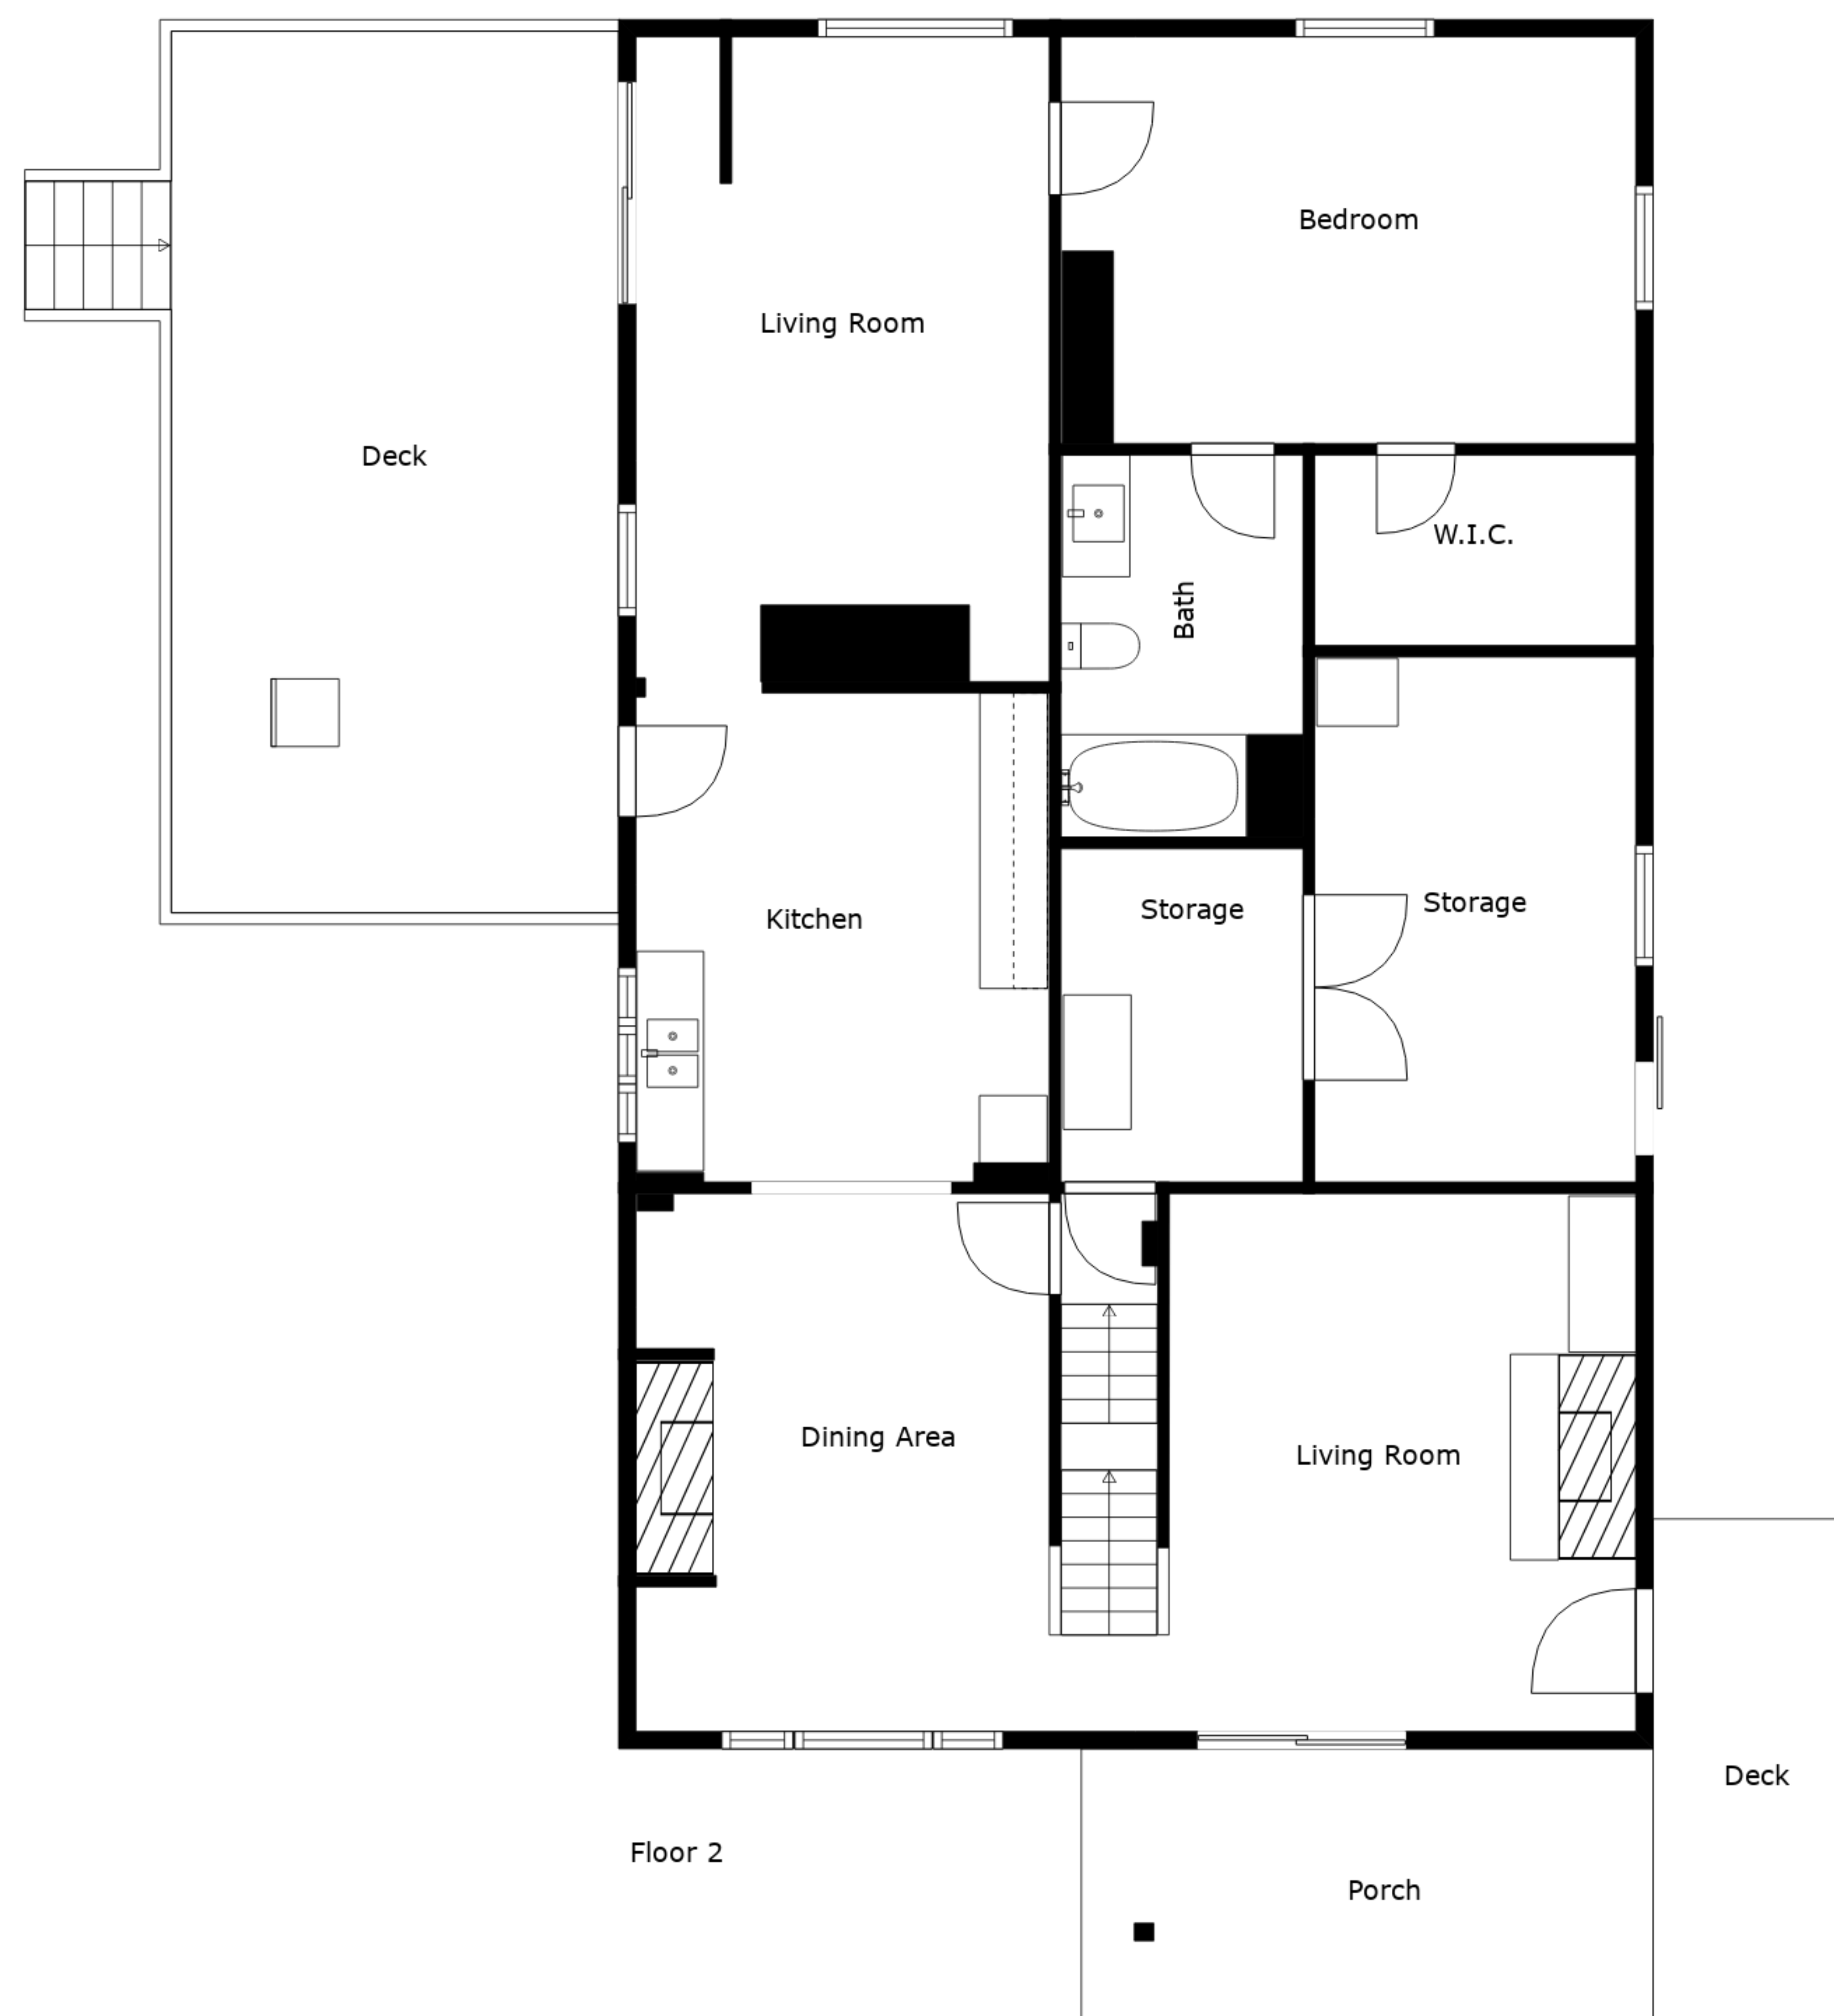 Bedroom
Living Room
Deck
W.I.C.
Bath
Storage
Storage
Kitchen
Dining Area
Living Room
Deck
Floor 2
Porch